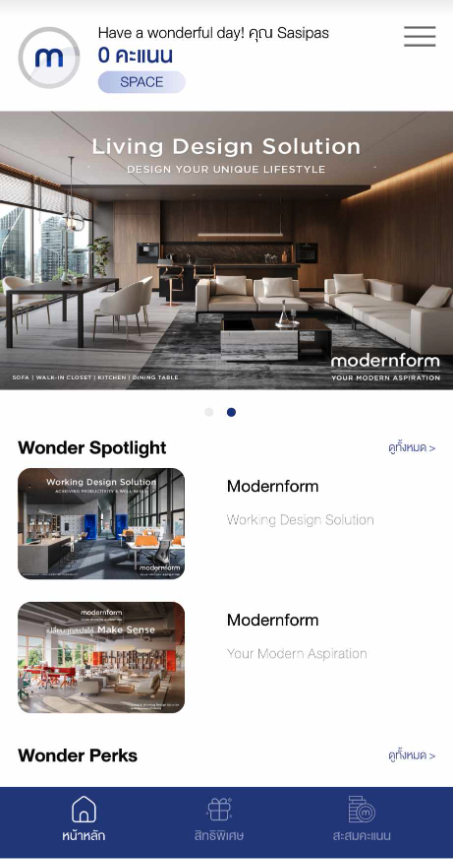 m
Have a wonderful day! คุณ Sasipas
0 คะแนน
SPACE
Living Design Solution
DESIGN YOUR UNIQUE LIFESTYLE
modernform
YOUR MODERN ASPIRATION
SOFA | WALK-IN CLOSET | KITCHEN | DINING TABLE
Wonder Spotlight
ดูทั้งหมด >
Working Design Solution
modernform
Modernform
Working Design Solution
modernform
Make Sense
Modernform
Your Modern Aspiration
Wonder Perks
ดูทั้งหมด >
หน้าหลัก
สิทธิพิเศษ
สะสมคะแนน